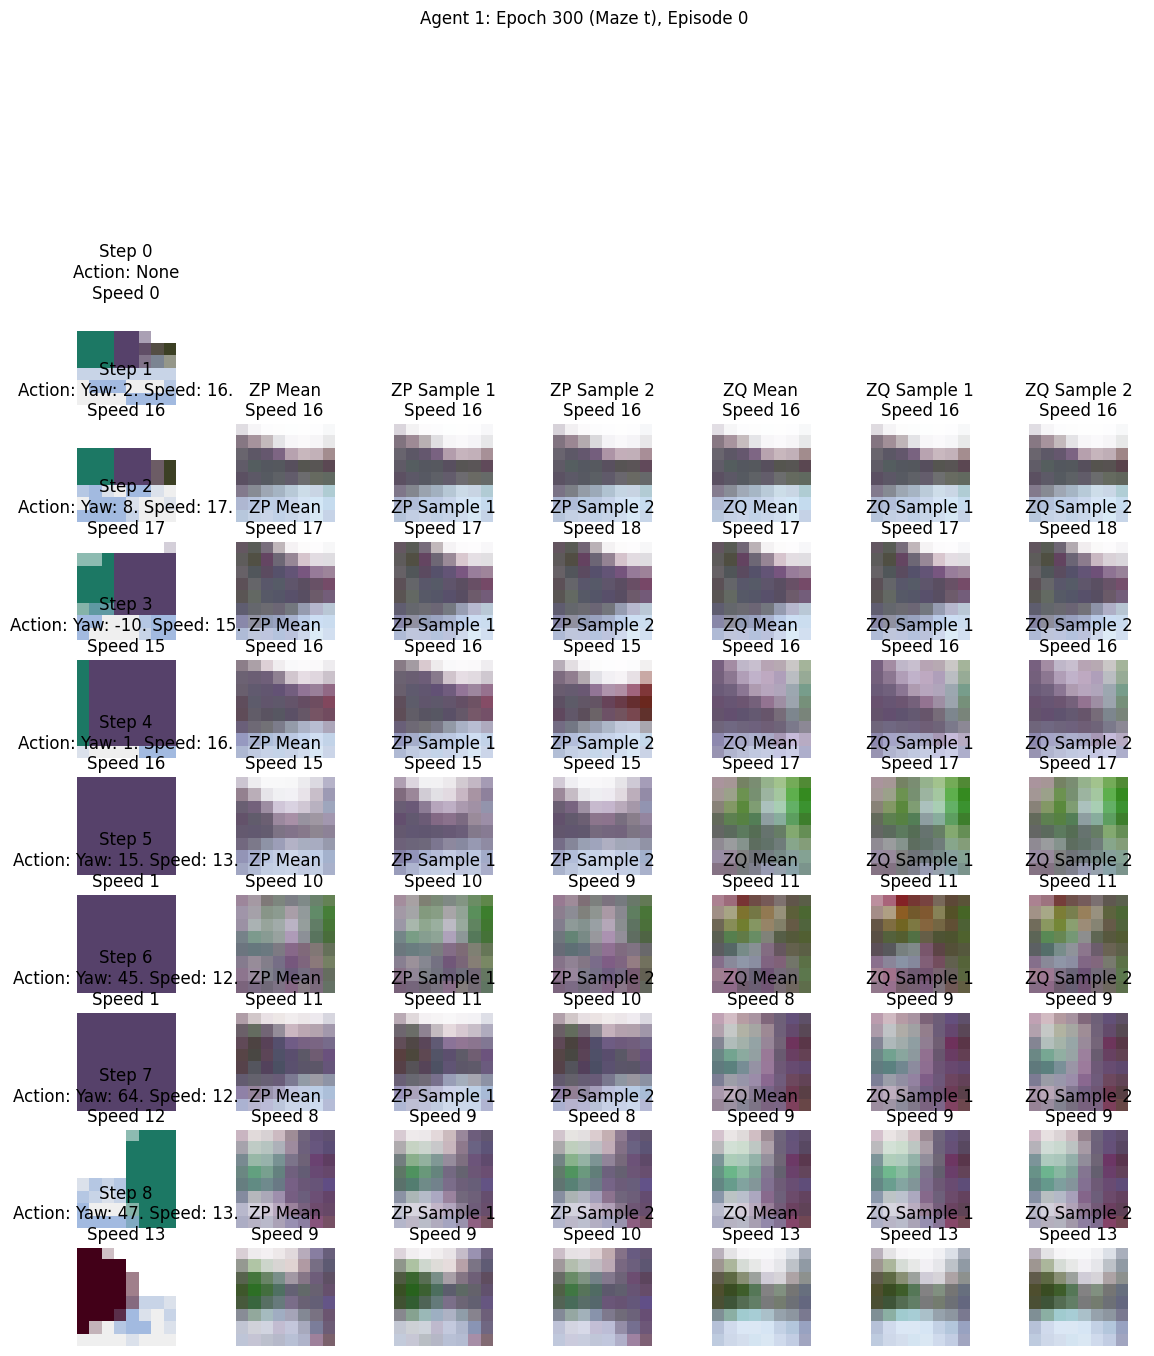 Agent 1: Epoch 300 (Maze t), Episode 0
Step 0
Action: None
Speed 0
Step 1
Action: Yaw: 2. Speed: 16. ZP Mean ZP Sample 1 ZP Sample 2 ZQ Mean ZQ Sample 1 ZQ Sample 2
Speed 16 Speed 16 Speed 16 Speed 16 Speed 16 Speed 16 Speed 16
Step 2
Action: Yaw: 8. Speed: 17. ZP Mean ZP Sample 1 ZP Sample 2 ZQ Mean ZQ Sample 1 ZQ Sample 2
Speed 17 Speed 17 Speed 17 Speed 18 Speed 17 Speed 17 Speed 18
Step 3
Action: Yaw: -10. Speed: 15. ZP Mean ZP Sample 1 ZP Sample 2 ZQ Mean ZQ Sample 1 ZQ Sample 2
Speed 15 Speed 16 Speed 16 Speed 15 Speed 16 Speed 16 Speed 16
Step 4
Action: Yaw: 1. Speed: 16. ZP Mean ZP Sample 1 ZP Sample 2 ZQ Mean ZQ Sample 1 ZQ Sample 2
Speed 16 Speed 15 Speed 15 Speed 15 Speed 17 Speed 17 Speed 17
Step 5
Action: Yaw: 15. Speed: 13. ZP Mean ZP Sample 1 ZP Sample 2 ZQ Mean ZQ Sample 1 ZQ Sample 2
Speed 1 Speed 10 Speed 10 Speed 9 Speed 11 Speed 11 Speed 11
Step 6
Action: Yaw: 45. Speed: 12. ZP Mean ZP Sample 1 ZP Sample 2 ZQ Mean ZQ Sample 1 ZQ Sample 2
Speed 1 Speed 11 Speed 11 Speed 10 Speed 8 Speed 9 Speed 9
Step 7
Action: Yaw: 64. Speed: 12. ZP Mean ZP Sample 1 ZP Sample 2 ZQ Mean ZQ Sample 1 ZQ Sample 2
Speed 12 Speed 8 Speed 9 Speed 8 Speed 9 Speed 9 Speed 9
Step 8
Action: Yaw: 47. Speed: 13. ZP Mean ZP Sample 1 ZP Sample 2 ZQ Mean ZQ Sample 1 ZQ Sample 2
Speed 13 Speed 9 Speed 9 Speed 10 Speed 13 Speed 13 Speed 13